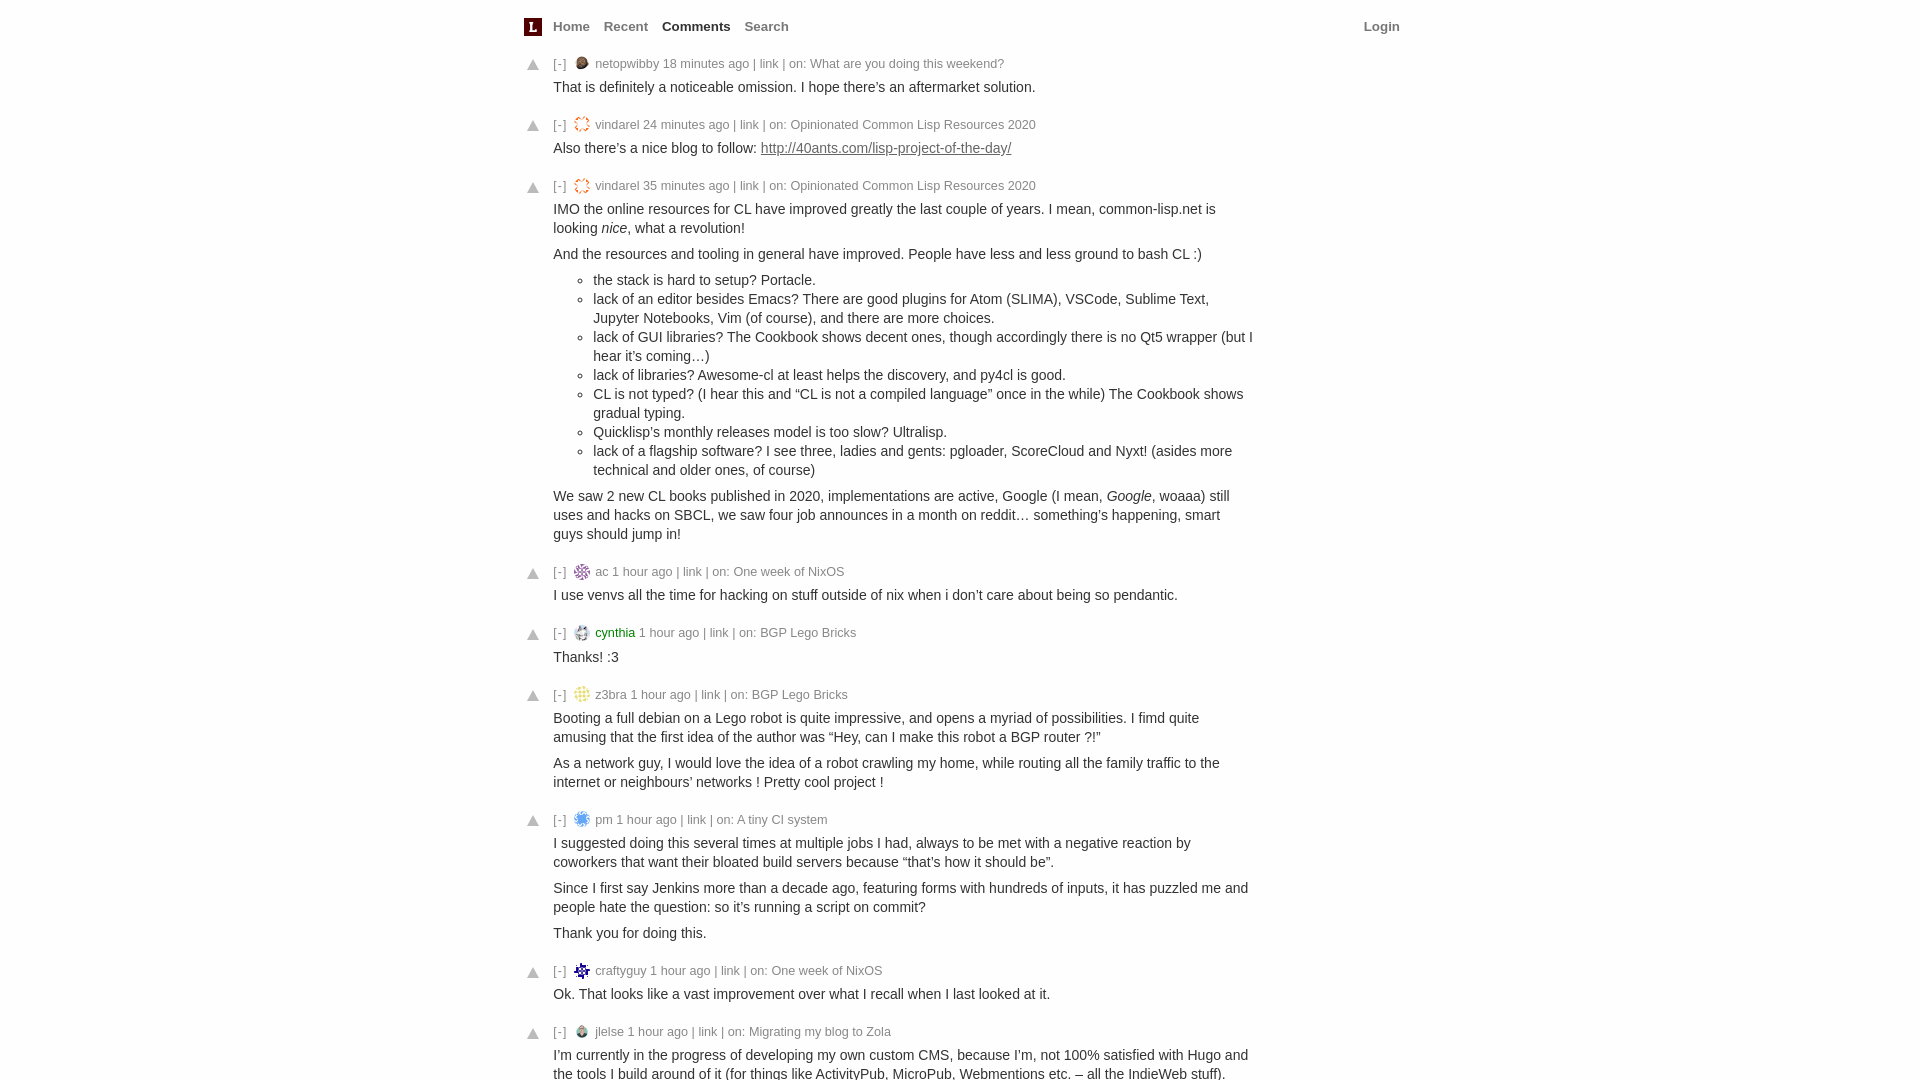 L Home Recent Comments Search Login
[-] netopwibby 18 minutes ago | link | on: What are you doing this weekend?
That is definitely a noticeable omission. I hope there’s an aftermarket solution.
[-] vindarel 24 minutes ago | link | on: Opinionated Common Lisp Resources 2020
Also there’s a nice blog to follow: http://40ants.com/lisp-project-of-the-day/
[-] vindarel 35 minutes ago | link | on: Opinionated Common Lisp Resources 2020
IMO the online resources for CL have improved greatly the last couple of years. I mean, common-lisp.net is
looking nice, what a revolution!
And the resources and tooling in general have improved. People have less and less ground to bash CL :)
the stack is hard to setup? Portacle.
lack of an editor besides Emacs? There are good plugins for Atom (SLIMA), VSCode, Sublime Text,
Jupyter Notebooks, Vim (of course), and there are more choices.
lack of GUI libraries? The Cookbook shows decent ones, though accordingly there is no Qt5 wrapper (but I
hear it’s coming…)
lack of libraries? Awesome-cl at least helps the discovery, and py4cl is good.
CL is not typed? (I hear this and “CL is not a compiled language” once in the while) The Cookbook shows
gradual typing.
Quicklisp’s monthly releases model is too slow? Ultralisp.
lack of a flagship software? I see three, ladies and gents: pgloader, ScoreCloud and Nyxt! (asides more
technical and older ones, of course)
We saw 2 new CL books published in 2020, implementations are active, Google (I mean, Google, woaaa) still
uses and hacks on SBCL, we saw four job announces in a month on reddit… something’s happening, smart
guys should jump in!
[-] ac 1 hour ago | link | on: One week of NixOS
I use venvs all the time for hacking on stuff outside of nix when i don’t care about being so pendantic.
[-] cynthia 1 hour ago | link | on: BGP Lego Bricks
Thanks! :3
[-] z3bra 1 hour ago | link | on: BGP Lego Bricks
Booting a full debian on a Lego robot is quite impressive, and opens a myriad of possibilities. I fimd quite
amusing that the first idea of the author was “Hey, can I make this robot a BGP router ?!”
As a network guy, I would love the idea of a robot crawling my home, while routing all the family traffic to the
internet or neighbours’ networks ! Pretty cool project !
[-] pm 1 hour ago | link | on: A tiny CI system
I suggested doing this several times at multiple jobs I had, always to be met with a negative reaction by
coworkers that want their bloated build servers because “that’s how it should be”.
Since I first say Jenkins more than a decade ago, featuring forms with hundreds of inputs, it has puzzled me and
people hate the question: so it’s running a script on commit?
Thank you for doing this.
[-] craftyguy 1 hour ago | link | on: One week of NixOS
Ok. That looks like a vast improvement over what I recall when I last looked at it.
[-] jlelse 1 hour ago | link | on: Migrating my blog to Zola
I’m currently in the progress of developing my own custom CMS, because I’m, not 100% satisfied with Hugo and
the tools I build around of it (for things like ActivityPub, MicroPub, Webmentions etc. – all the IndieWeb stuff).